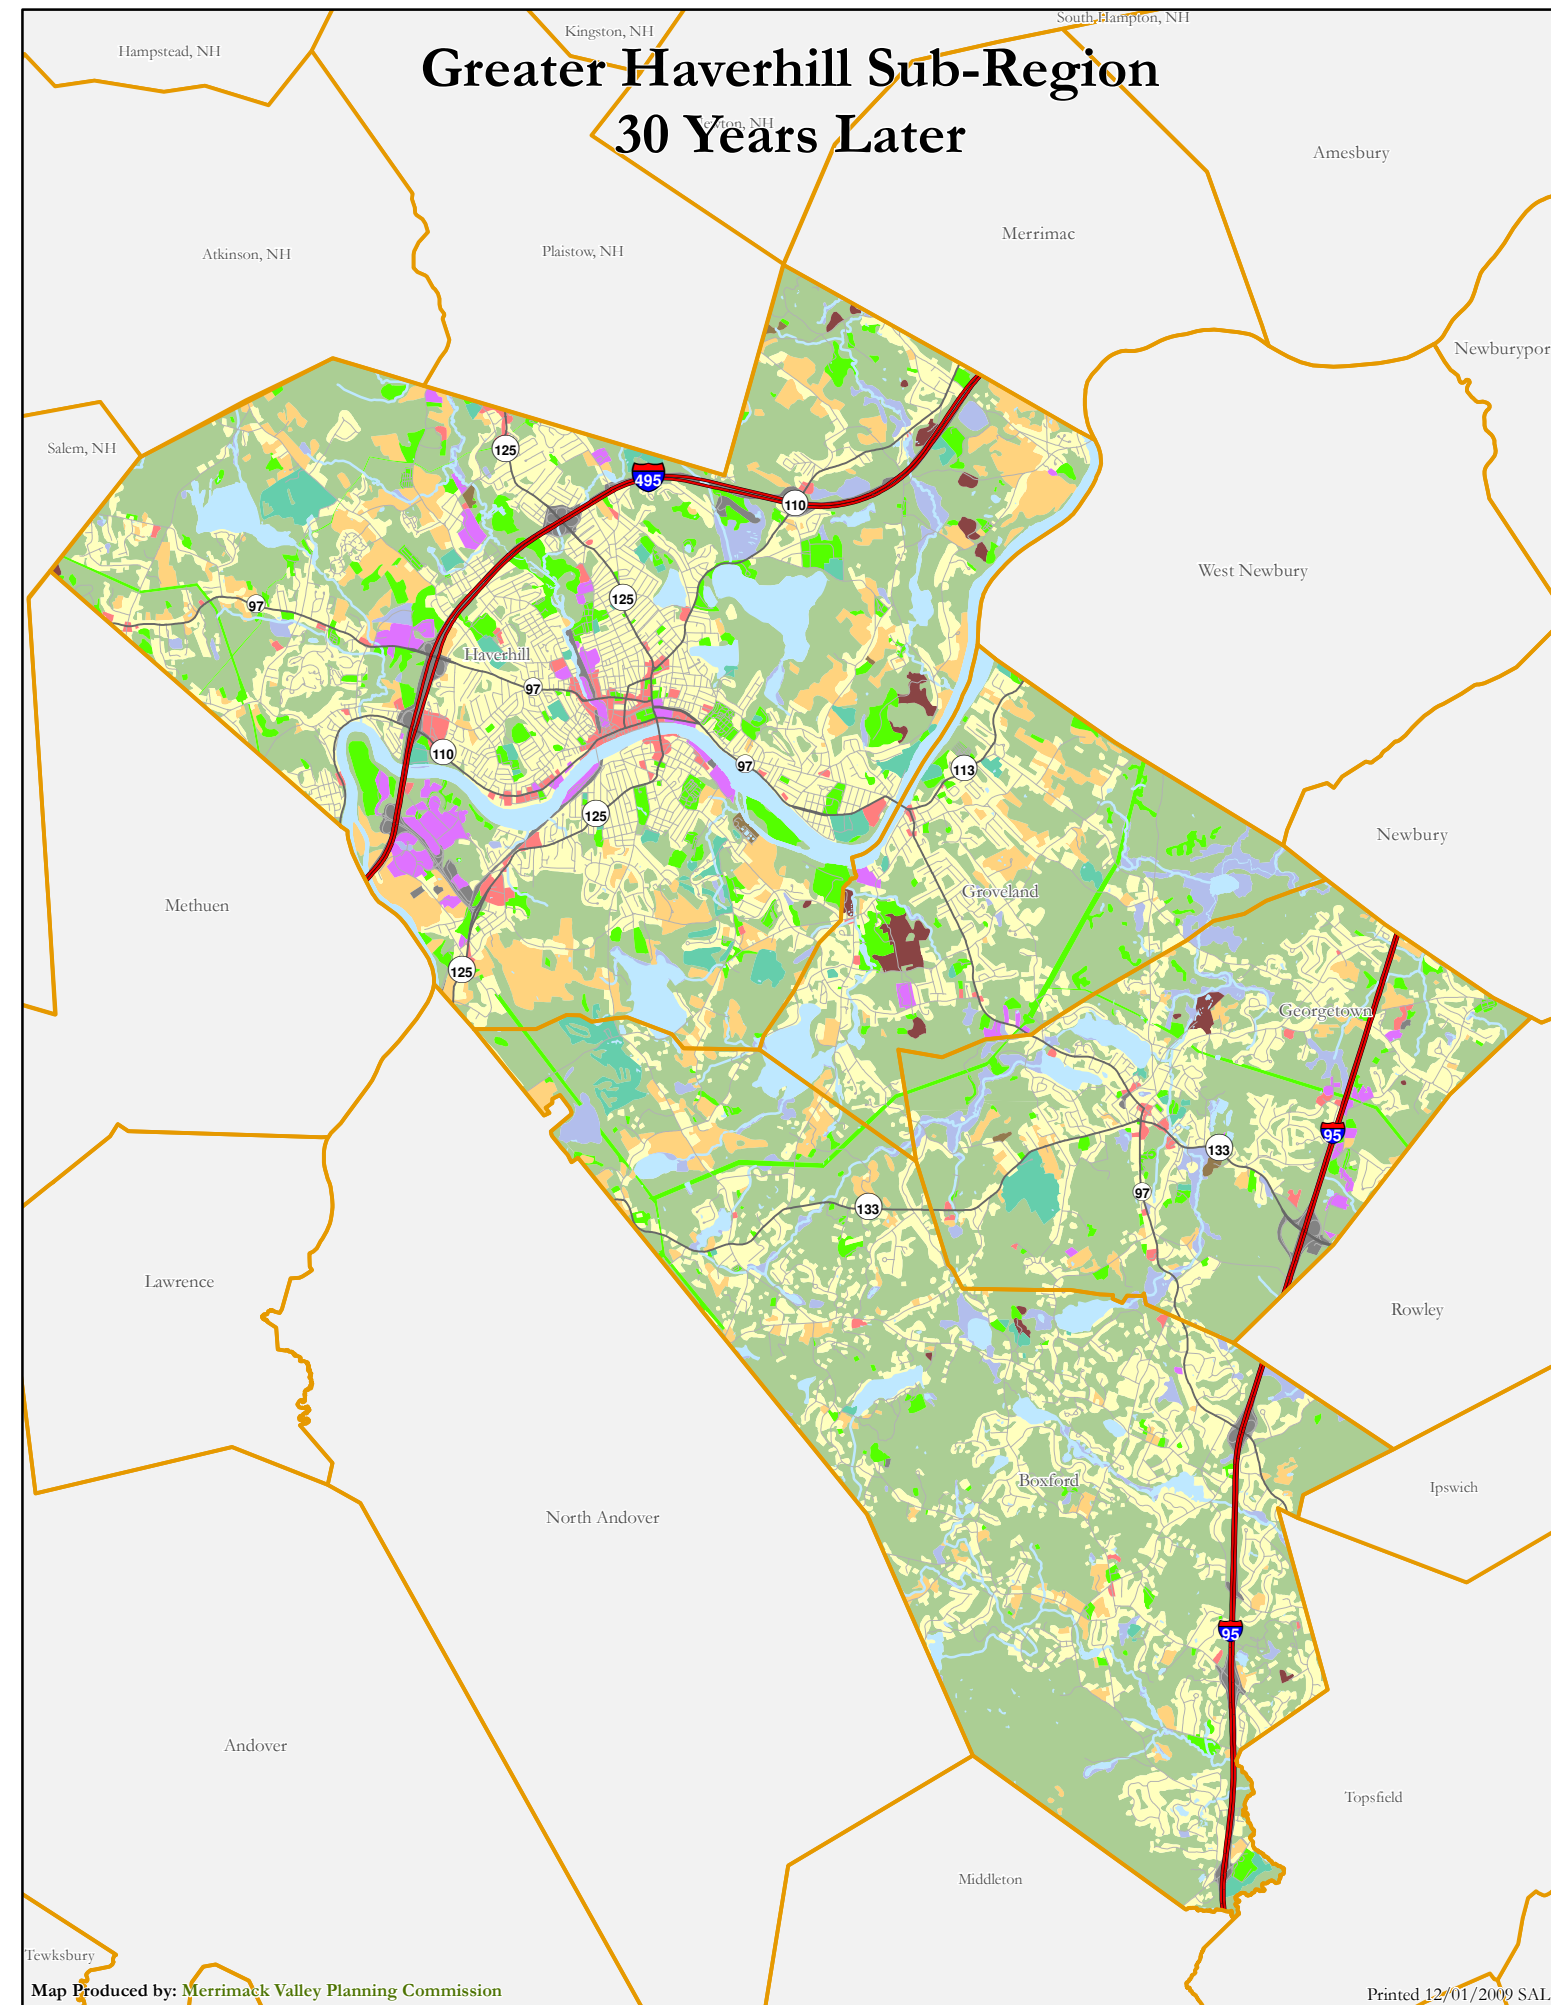 South Hampton, NH
Kingston, NH
Hampstead, NH
Greater Haverhill Sub-Region
Newton, NH
30 Years Later
Amesbury
Merrimac
Atkinson, NH
Plaistow, NH
Newburypor
Salem, NH
125
495
110
West Newbury
97
125
Haverhill
97
110
97
113
125
Newbury
Groveland
Methuen
125
Georgetown
95
133
97
133
Lawrence
Rowley
Boxford
Ipswich
North Andover
95
Andover
Topsfield
Middleton
Tewksbury
Map Produced by: Merrimack Valley Planning Commission
Printed 12/01/2009 SAL